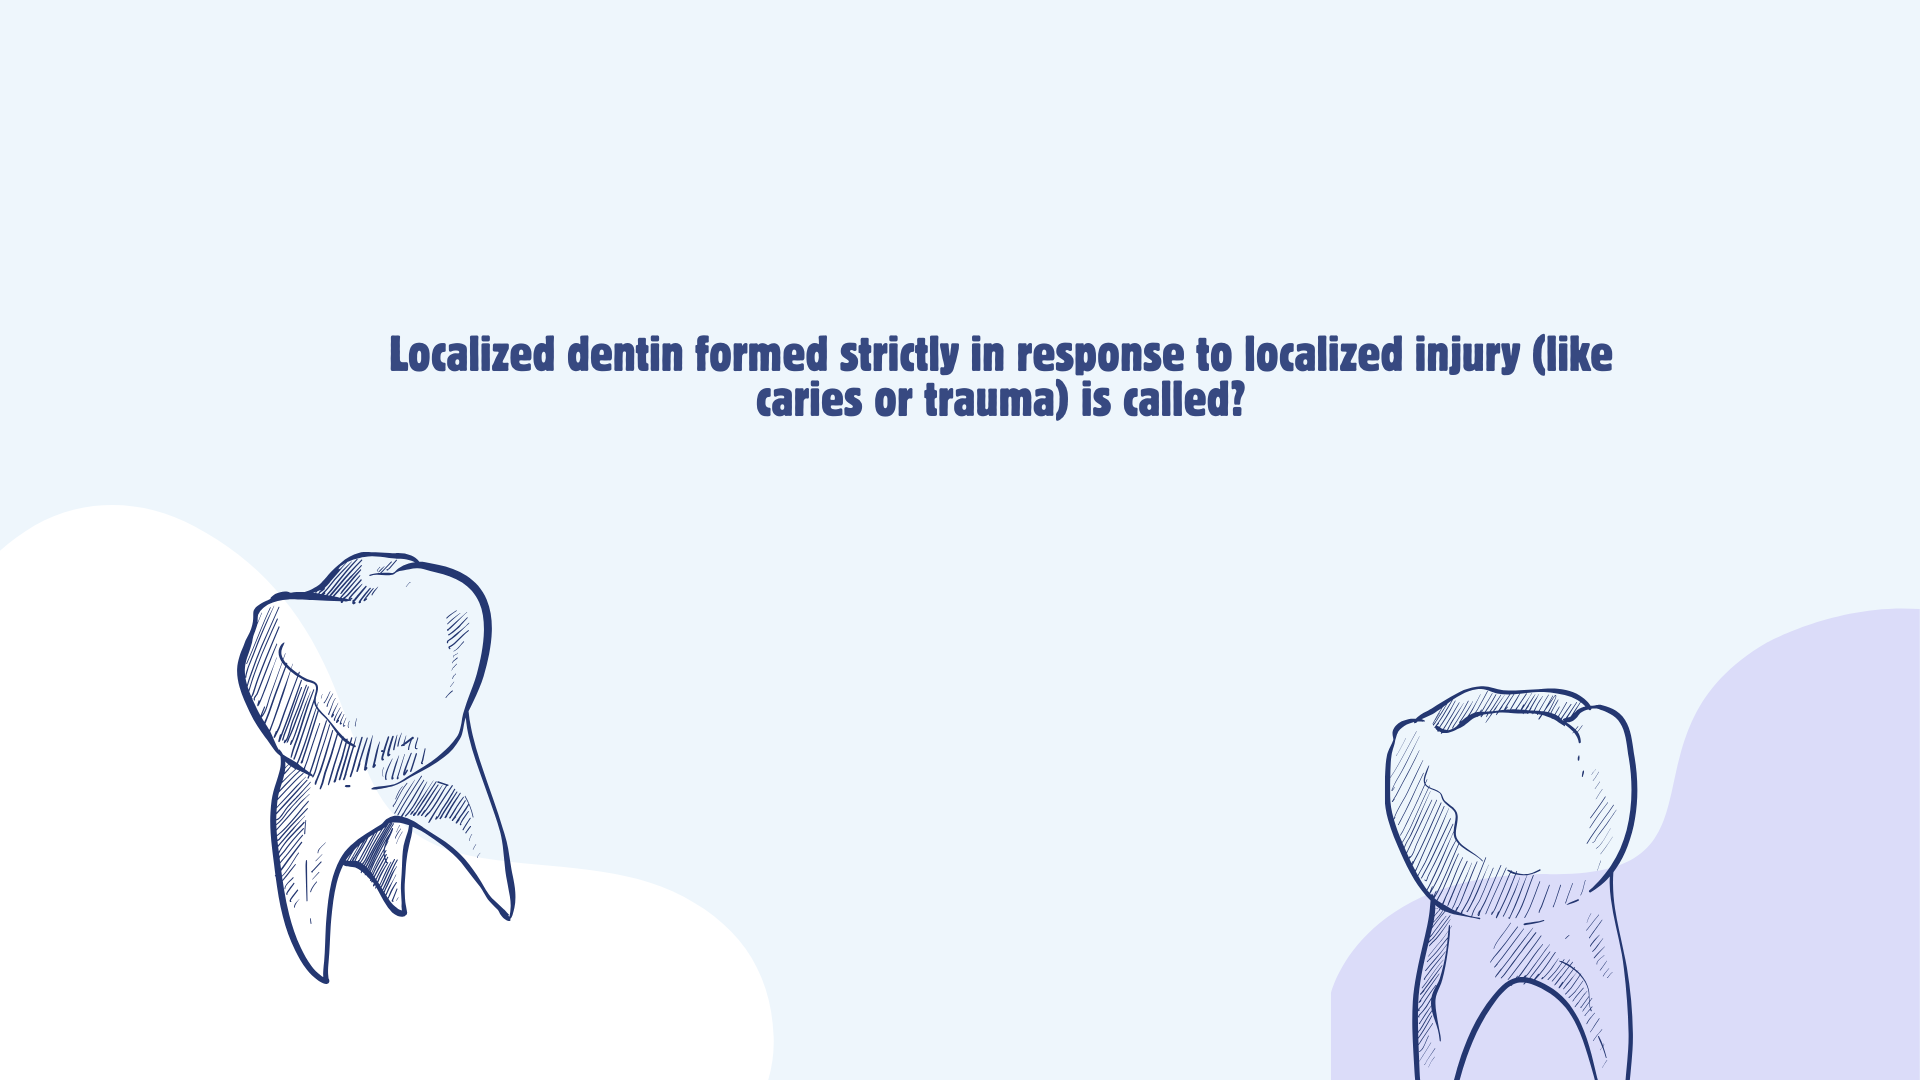 Localized dentin formed strictly in response to localized injury (like
caries or trauma) is called?